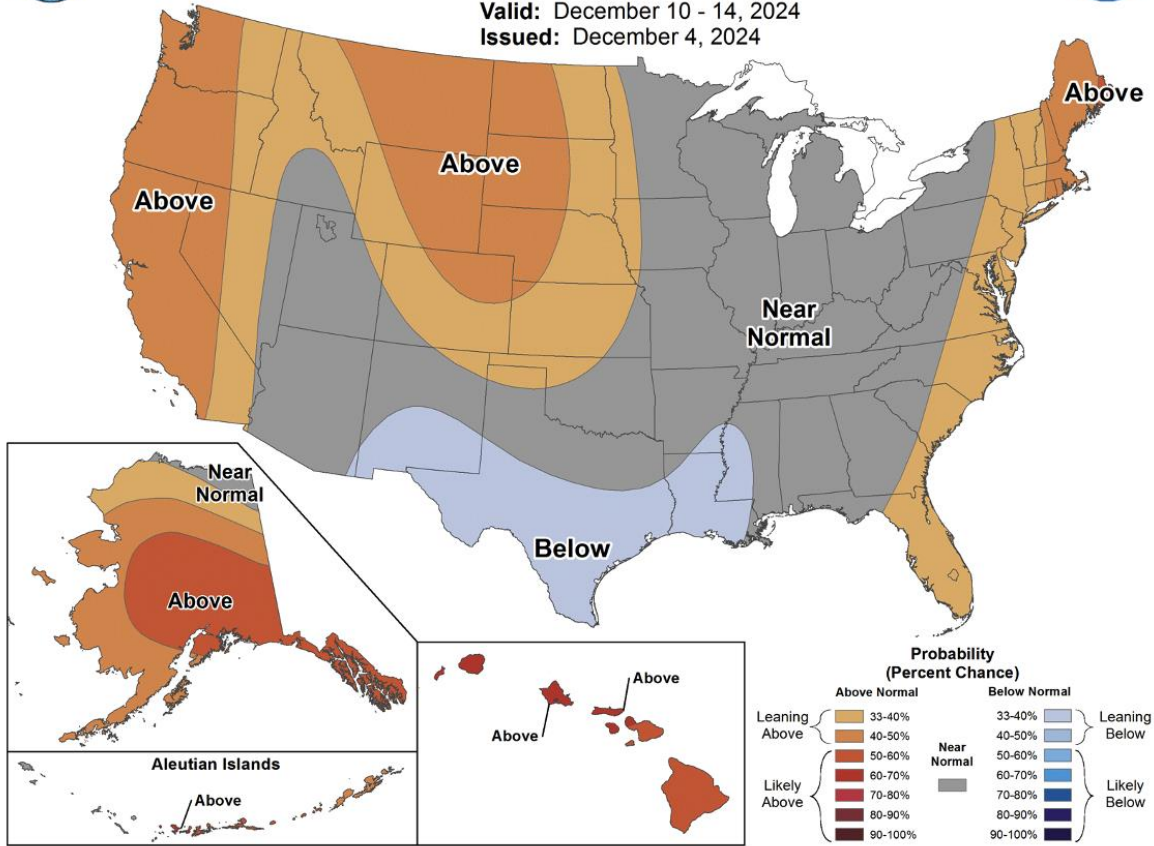 Valid: December 10 - 14, 2024
Issued: December 4, 2024
Above
Above
Above
Near
Normal
Below
Near
Normal
Above
Aleutian Islands
Above
Above
Above
Probability
(Percent Chance)
Above Normal
Below Normal
Leaning
Above
33-40%
40-50%
Likely
Above
50-60%
60-70%
70-80%
80-90%
90-100%
Near
Normal
33-40%
40-50%
Leaning
Below
50-60%
60-70%
70-80%
80-90%
90-100%
Likely
Below